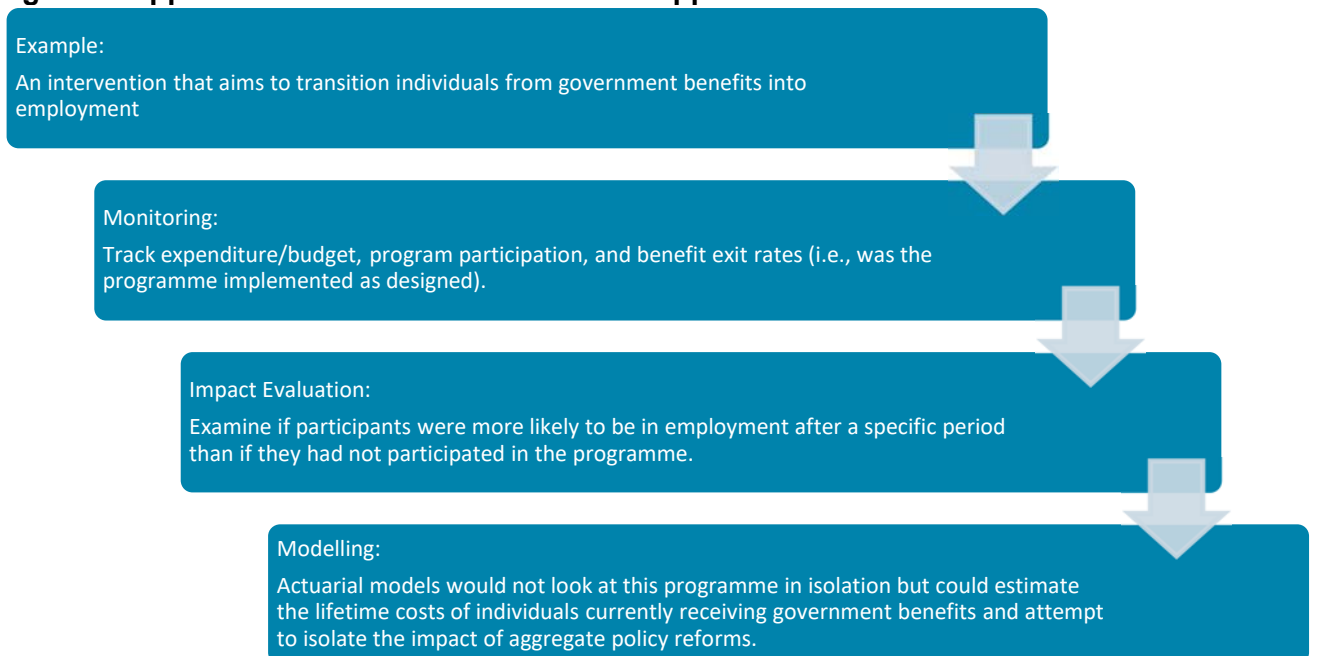 Example:
An intervention that aims to transition individuals from government benefits into
employment
Monitoring:
Track expenditure/budget, program participation, and benefit exit rates (i.e., was the
programme implemented as designed).
Impact Evaluation:
Examine if participants were more likely to be in employment after a specific period
than if they had not participated in the programme.
Modelling:
Actuarial models would not look at this programme in isolation but could estimate
the lifetime costs of individuals currently receiving government benefits and attempt
to isolate the impact of aggregate policy reforms.